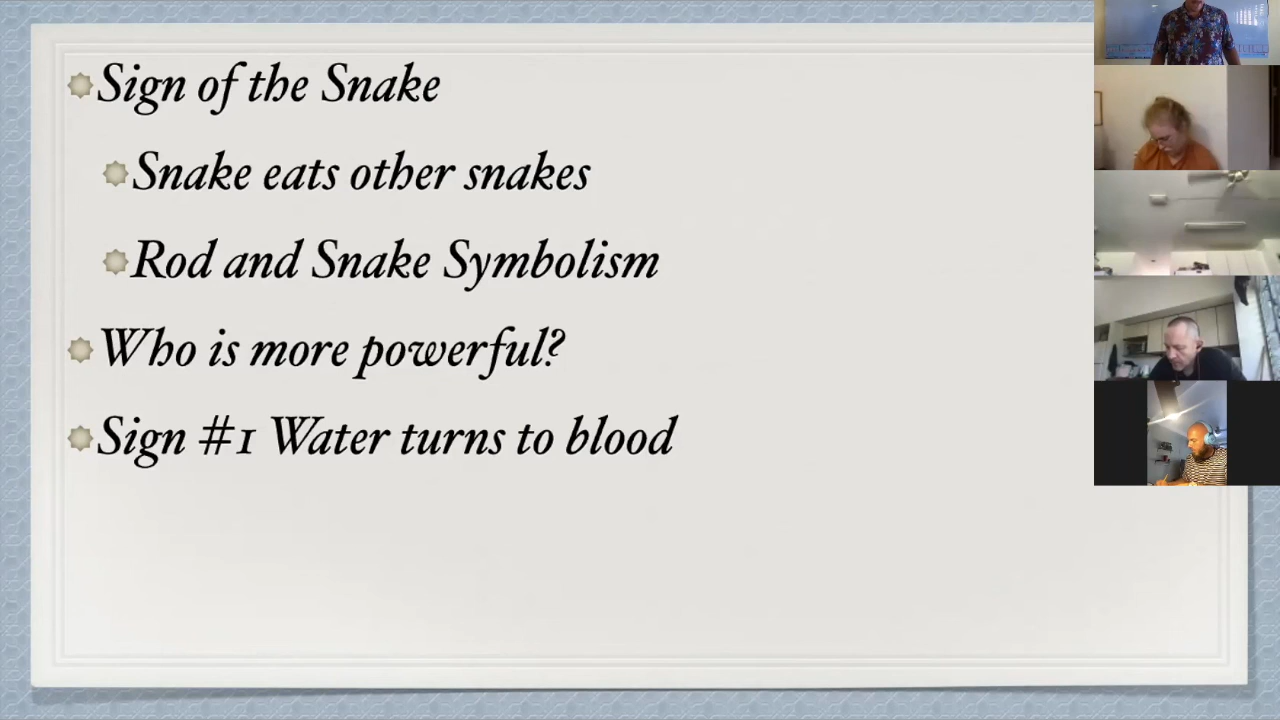 Sign of the Snake
Snake eats other snakes
Rod and Snake Symbolism
Who is more powerful?
Sign #1 Water turns to blood